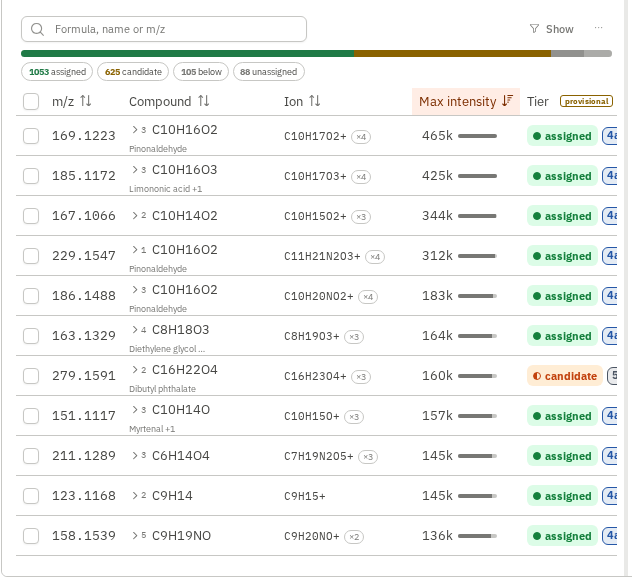 Formula, name or m/z
Show ...
1053 assigned 625 candidate 105 below 88 unassigned
m/z Compound Ion Max intensity Tier provisional
169.1223 3 C10H16O2 C10H17O2+ ×4 465k assigned 4a
Pinonaldehyde
185.1172 3 C10H16O3 C10H17O3+ ×4 425k assigned 4a
Limononic acid +1
167.1066 2 C10H14O2 C10H15O2+ ×3 344k assigned 4a
229.1547 1 C10H16O2 C11H21N2O3+ ×4 312k assigned 4a
Pinonaldehyde
186.1488 3 C10H16O2 C10H20NO2+ ×4 183k assigned 4a
Pinonaldehyde
163.1329 4 C8H18O3 C8H19O3+ ×3 164k assigned 4a
Diethylene glycol ...
279.1591 2 C16H22O4 C16H23O4+ ×3 160k candidate 5
Dibutyl phthalate
151.1117 3 C10H14O C10H15O+ ×3 157k assigned 4a
Myrtenal +1
211.1289 3 C6H14O4 C7H19N2O5+ ×3 145k assigned 4a
123.1168 2 C9H14 C9H15+ 145k assigned 4a
158.1539 5 C9H19NO C9H20NO+ ×2 136k assigned 4a